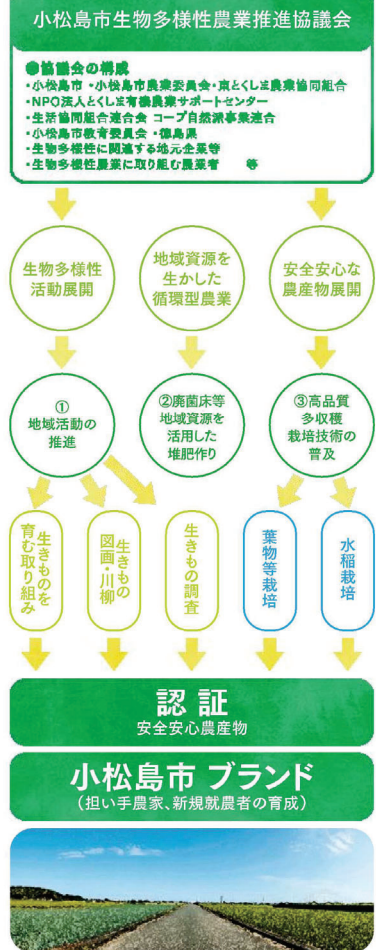 小松島市生物多様性農業推進協議会
●協議会の構成
・小松島市 ・小松島市農業委員会・東とくしま農業協同組合
・NPO法人とくしま有機農業サポートセンター
・生活協同組合連合会 コープ自然派事業連合
・小松島市教育委員会 ・徳島県
・生物多様性に関連する地元企業等
・生物多様性農業に取り組む農業者 等
生物多様性
活動展開
地域資源を
生かした
循環型農業
安全安心な
農産物展開
①
地域活動の
推進
②廃菌床等
地域資源を
活用した
堆肥作り
③高品質
多収穫
栽培技術の
普及
生きものを
育む取り組み
生きもの
図画・川柳
生きもの調査
葉物等栽培
水稲栽培
認証
安全安心農産物
小松島市 ブランド
（担い手農家、新規就農者の育成）